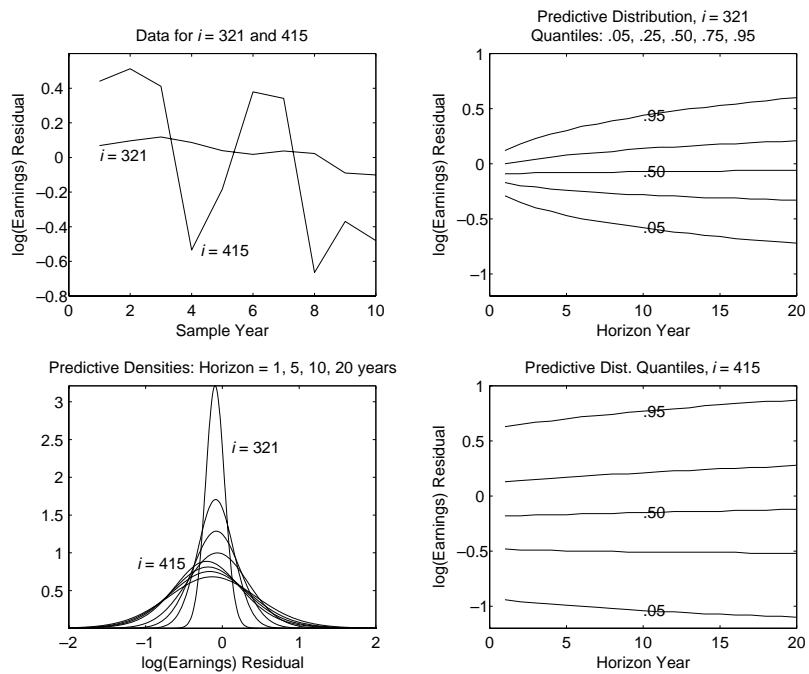 Data for i = 321 and 415
log(Earnings) Residual
0.4
0.2
0
−0.2
−0.4
−0.6
−0.8
i = 321
i = 415
0 2 4 6 8 10
Sample Year
Predictive Distribution, i = 321
Quantiles: .05, .25, .50, .75, .95
log(Earnings) Residual
1
0.5
0
−0.5
−1
.95
.50
.05
0 5 10 15 20
Horizon Year
Predictive Densities: Horizon = 1, 5, 10, 20 years
3
2.5
2
1.5
1
0.5
i = 321
i = 415
−2 −1 0 1 2
log(Earnings) Residual
Predictive Dist. Quantiles, i = 415
log(Earnings) Residual
1
0.5
0
−0.5
−1
.95
.50
.05
0 5 10 15 20
Horizon Year